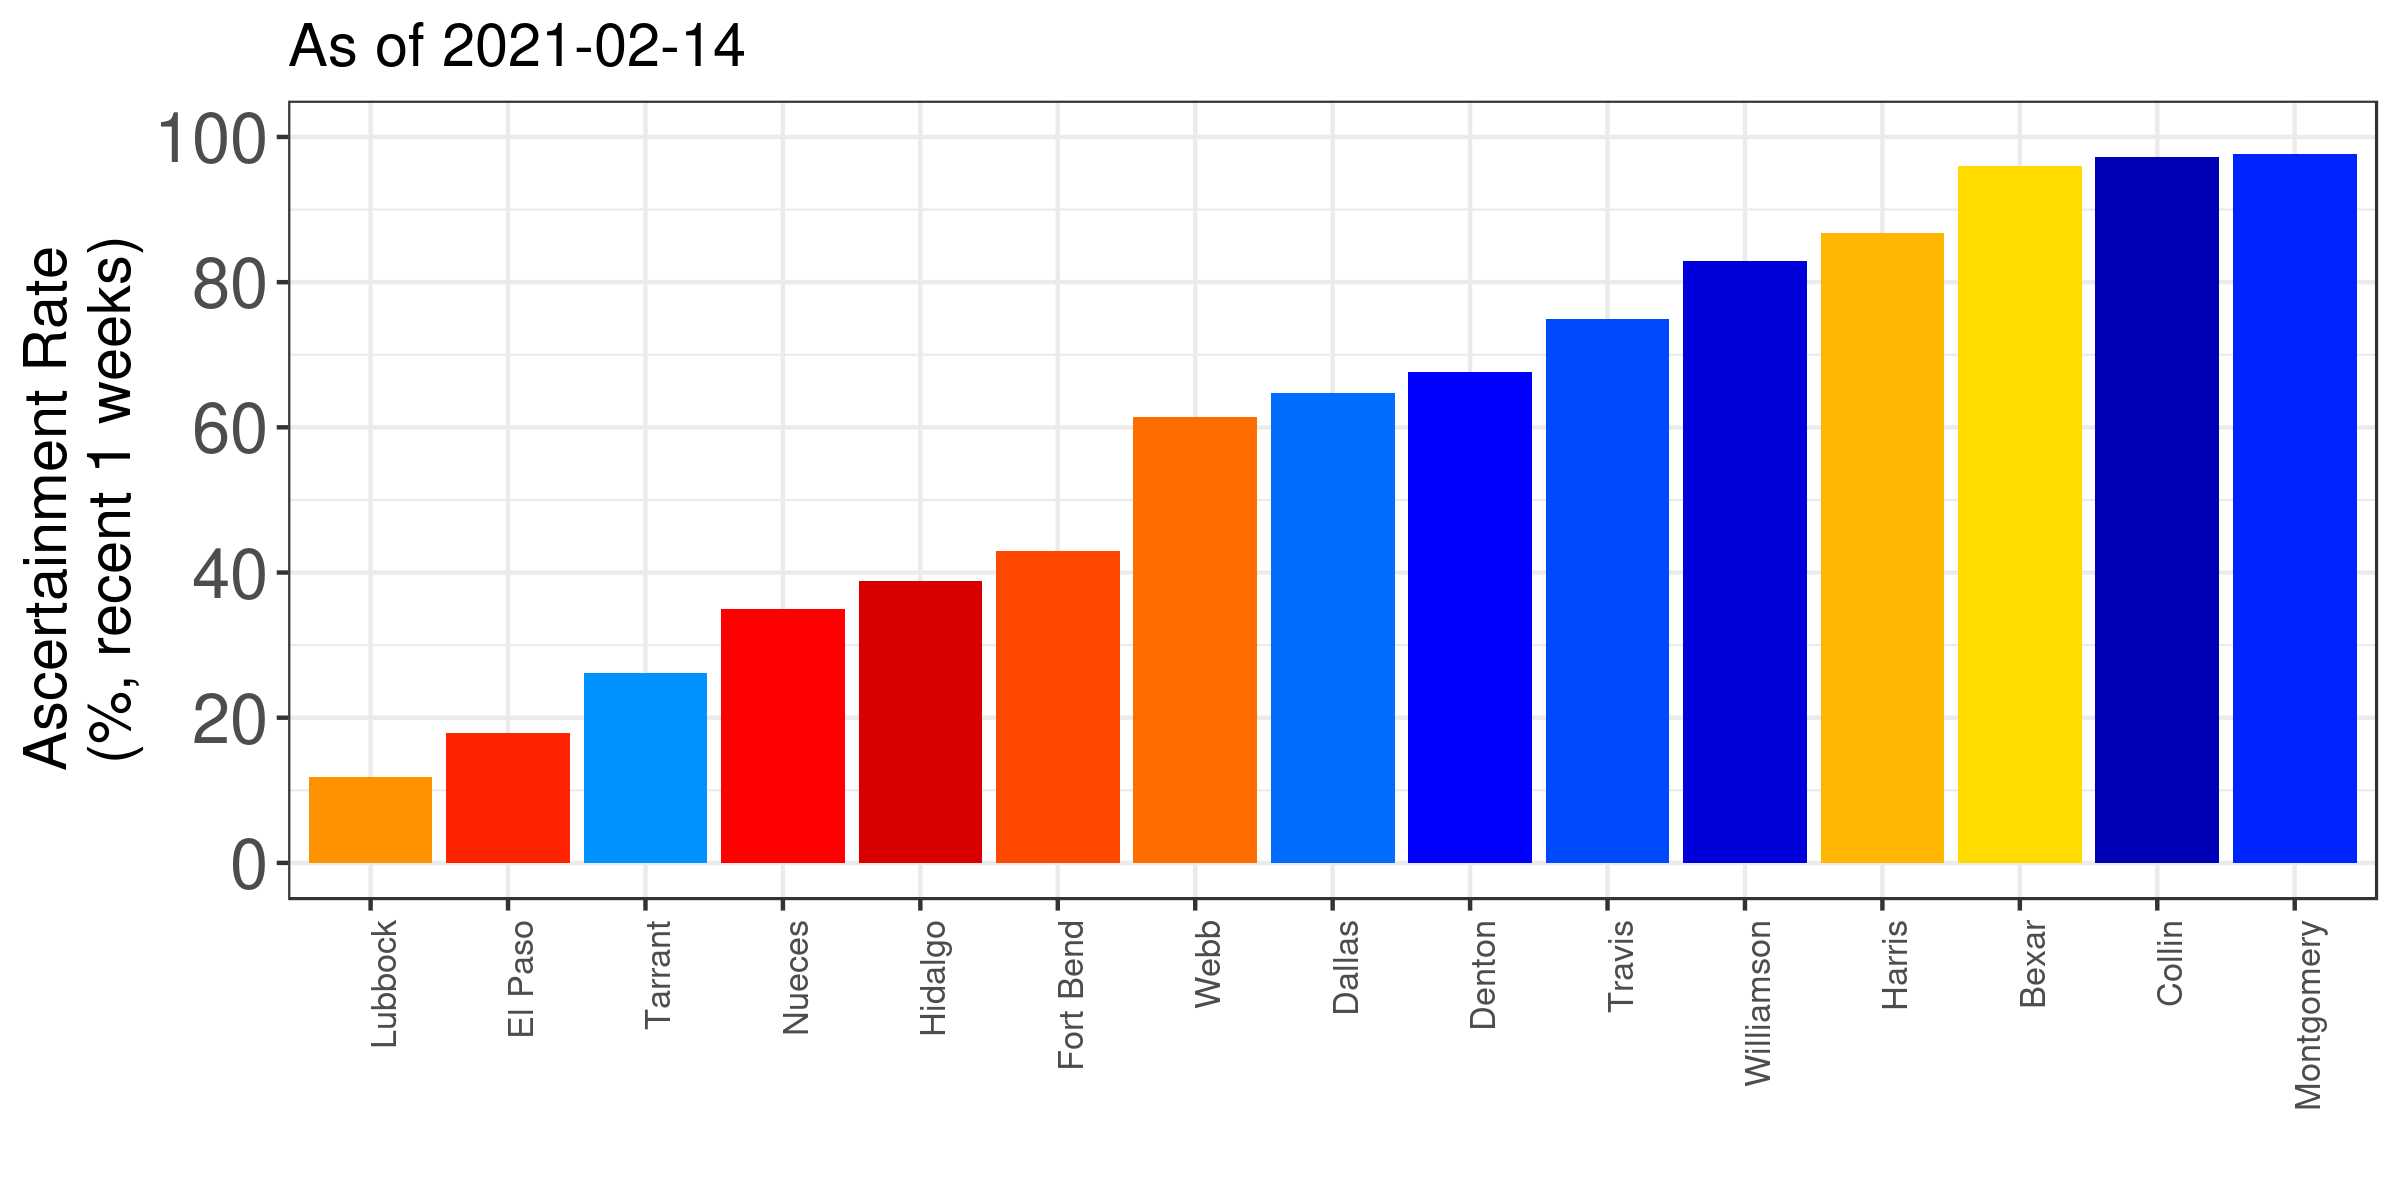 As of 2021-02-14
Ascertainment Rate
(%, recent 1 weeks)
100
80
60
40
20
0
Lubbock
El Paso
Tarrant
Nueces
Hidalgo
Fort Bend
Webb
Dallas
Denton
Travis
Williamson
Harris
Bexar
Collin
Montgomery